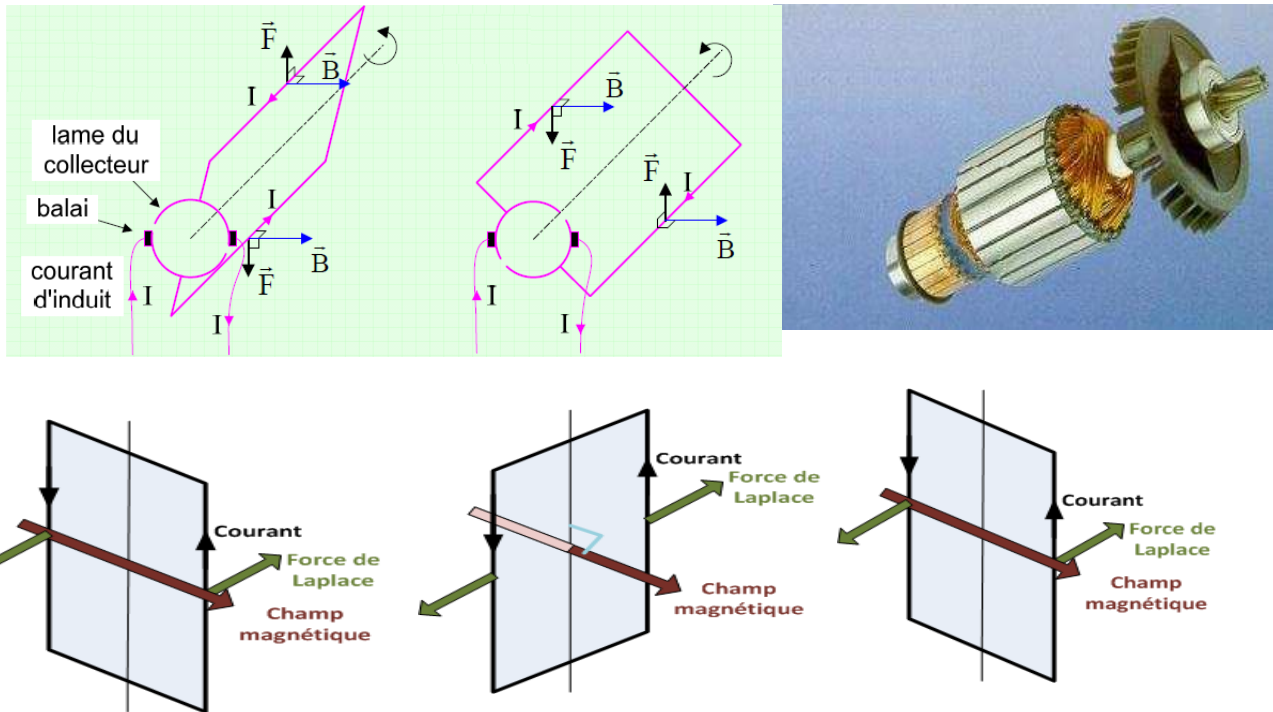 F
B
I
lame du
collecteur
balai
I
F
B
courant
d'induit
I
I
I
B
F
F
I
B
I
I
Courant
Force de
Laplace
Champ
magnétique
Courant
Force de
Laplace
Champ
magnétique
Courant
Force de
Laplace
Champ
magnétique